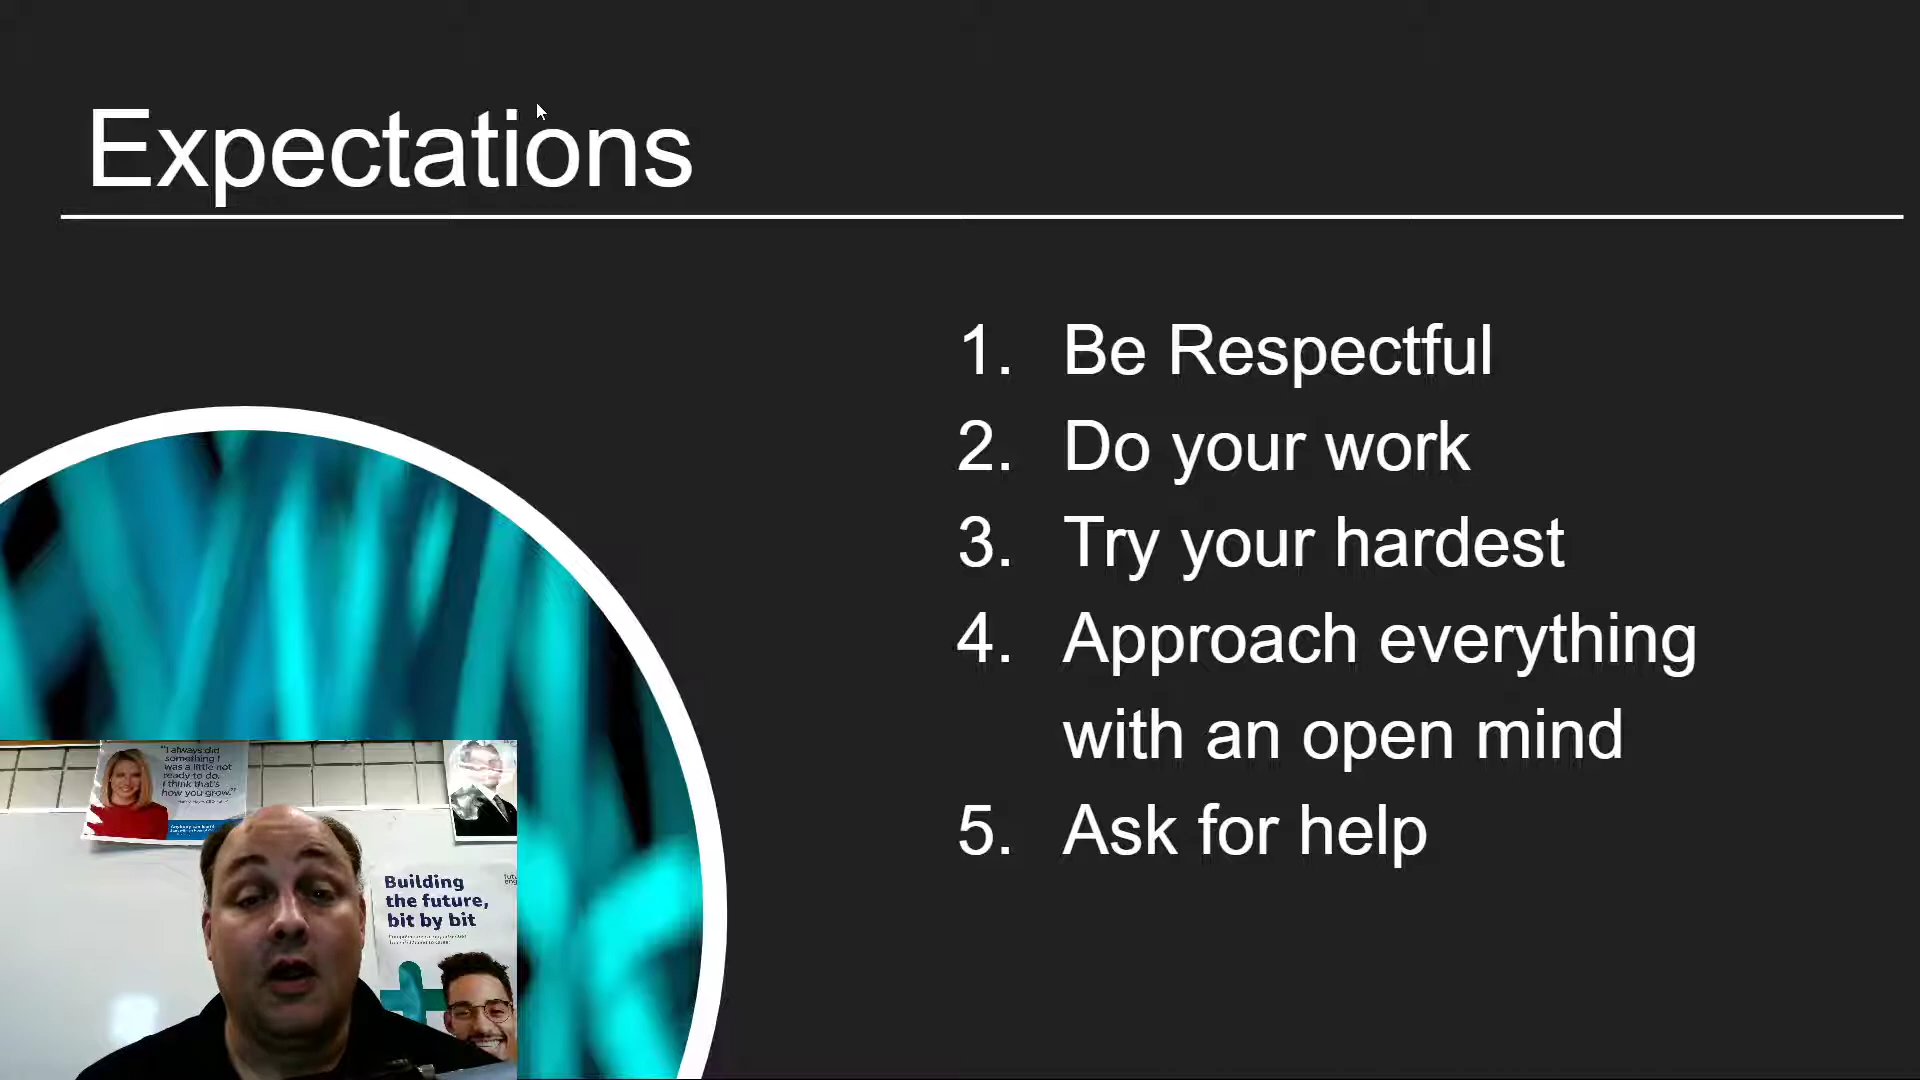 Expectations
1. Be Respectful
2. Do your work
3. Try your hardest
4. Approach everything
with an open mind
5. Ask for help
"I always did
something I
was a little not
ready to do.
I think that's
how you grow."
Building
the future,
bit by bit